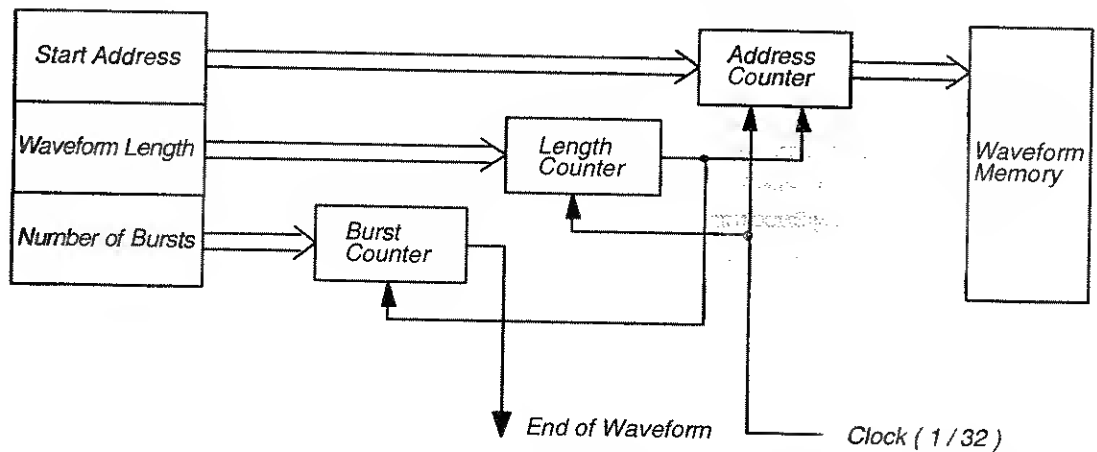 Start Address
Address
Counter
Waveform Length
Length
Counter
Waveform
Memory
Number of Bursts
Burst
Counter
End of Waveform
Clock ( 1 / 32 )